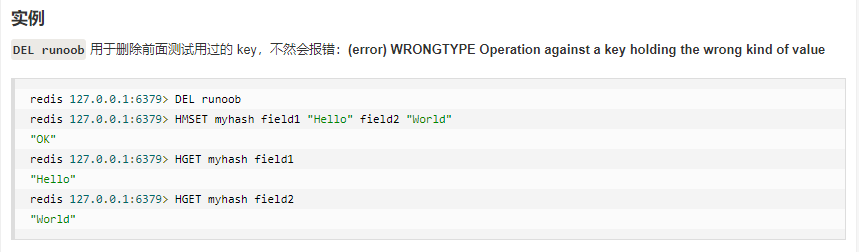 实例
DEL runoob 用于删除前面测试用过的 key，不然会报错：(error) WRONGTYPE Operation against a key holding the wrong kind of value
redis 127.0.0.1:6379> DEL runoob
redis 127.0.0.1:6379> HMSET myhash field1 "Hello" field2 "World"
"OK"
redis 127.0.0.1:6379> HGET myhash field1
"Hello"
redis 127.0.0.1:6379> HGET myhash field2
"World"